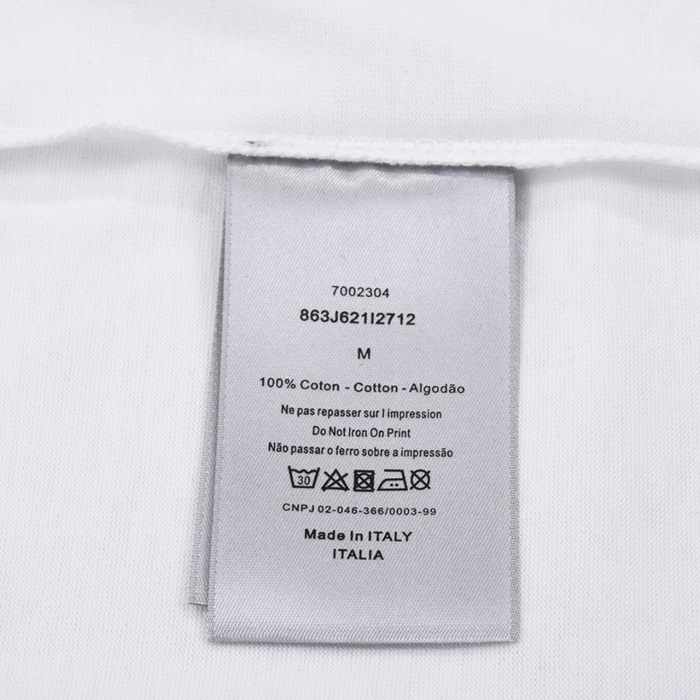 7002304
863J621I2712
M
100% Coton - Cotton - Algodão
Ne pas repasser sur l impression
Do Not Iron On Print
Não passar o ferro sobre a impressão
30
CNPJ 02-046-366/0003-99
Made In ITALY
ITALIA